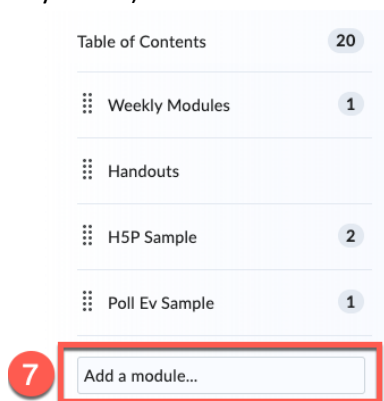 Table of Contents 20
Weekly Modules 1
Handouts
H5P Sample 2
Poll Ev Sample 1
7 Add a module...